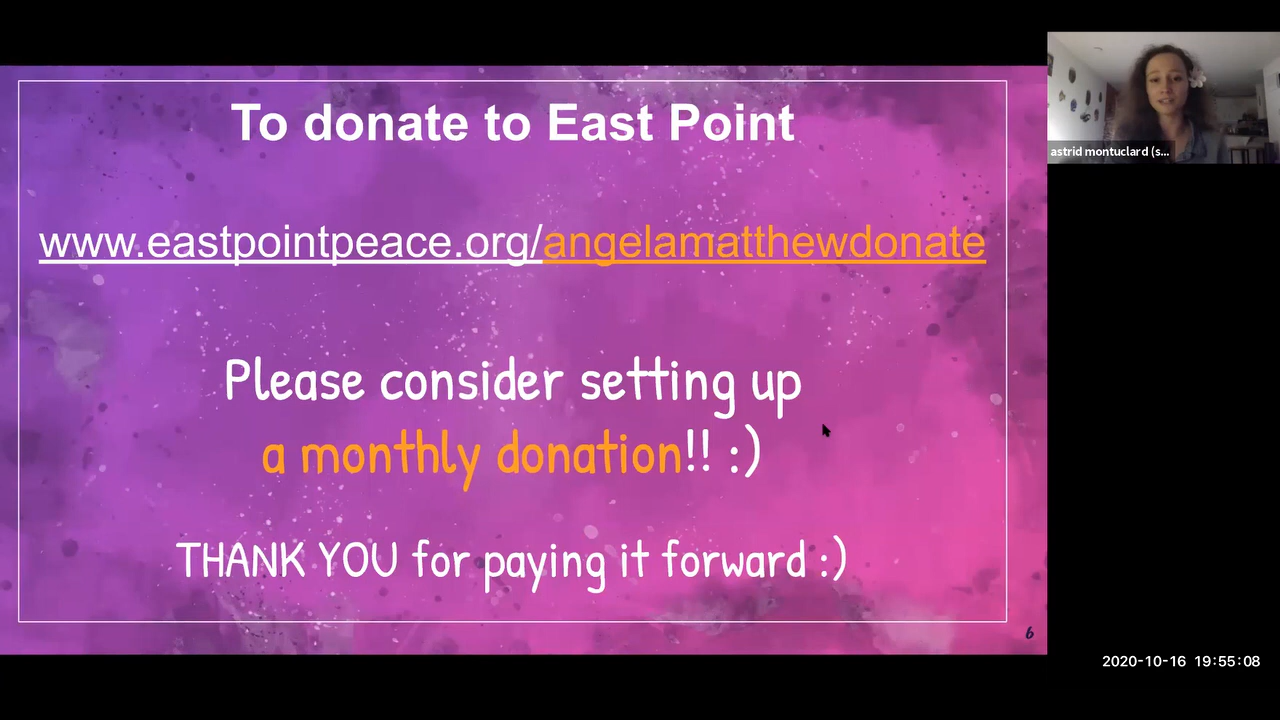 To donate to East Point
www.eastpointpeace.org/angelamatthewdonate
Please consider setting up
a monthly donation!! :)
THANK YOU for paying it forward :)
6
astrid montuclard (s...
2020-10-16 19:55:08